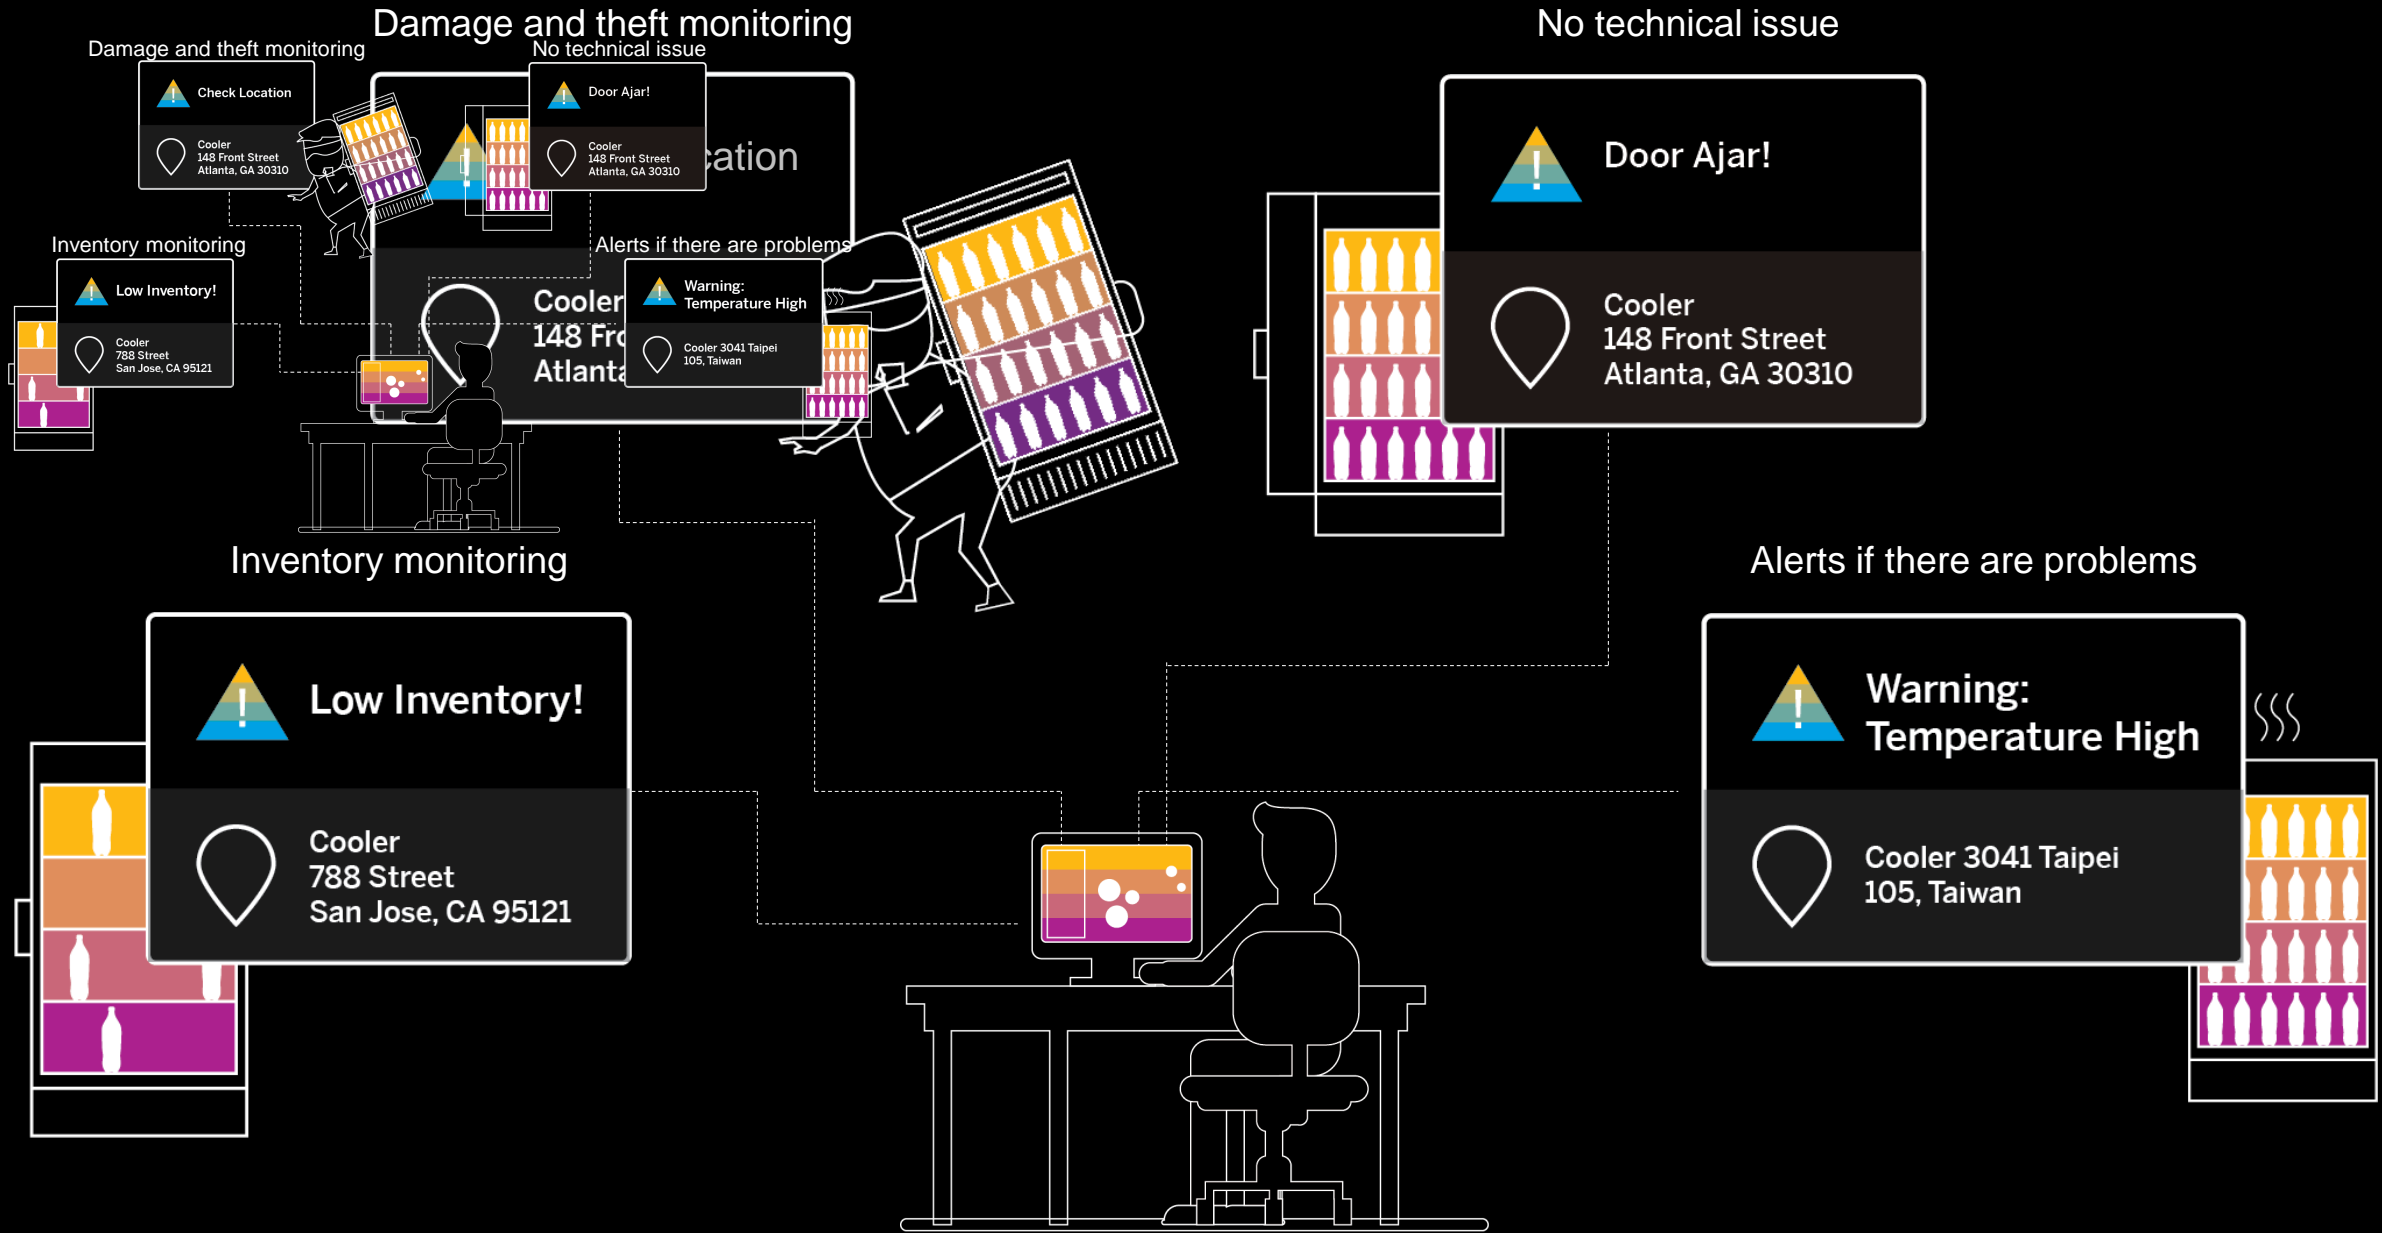 Damage and theft monitoring
No technical issue
Damage and theft monitoring
No technical issue
Check Location
Cooler
148 Front Street
Atlanta, GA 30310
Door Ajar!
Cooler
148 Front Street
Atlanta, GA 30310
cation
Cooler
148 Fro
Atlanta
Door Ajar!
Cooler
148 Front Street
Atlanta, GA 30310
Inventory monitoring
Low Inventory!
Cooler
788 Street
San Jose, CA 95121
Alerts if there are problems
Warning:
Temperature High
Cooler 3041 Taipei
105, Taiwan
Inventory monitoring
Low Inventory!
Cooler
788 Street
San Jose, CA 95121
Alerts if there are problems
Warning:
Temperature High
Cooler 3041 Taipei
105, Taiwan